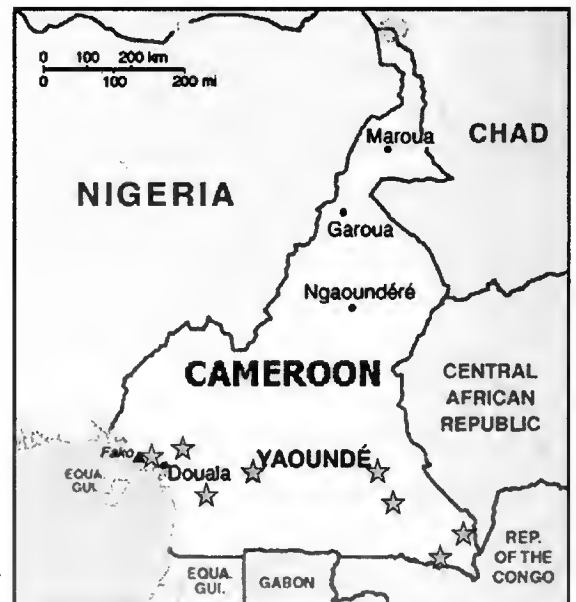 0 100 200 km
0 100 200 mi
Maroua
CHAD
NIGERIA
Garoua
Ngaoundéré
CAMEROON
CENTRAL
AFRICAN
REPUBLIC
Fako
Douala
YAOUNDÉ
EQUA.
GUI.
REP.
OF THE
CONGO
EQUA.
GUI.
GABON